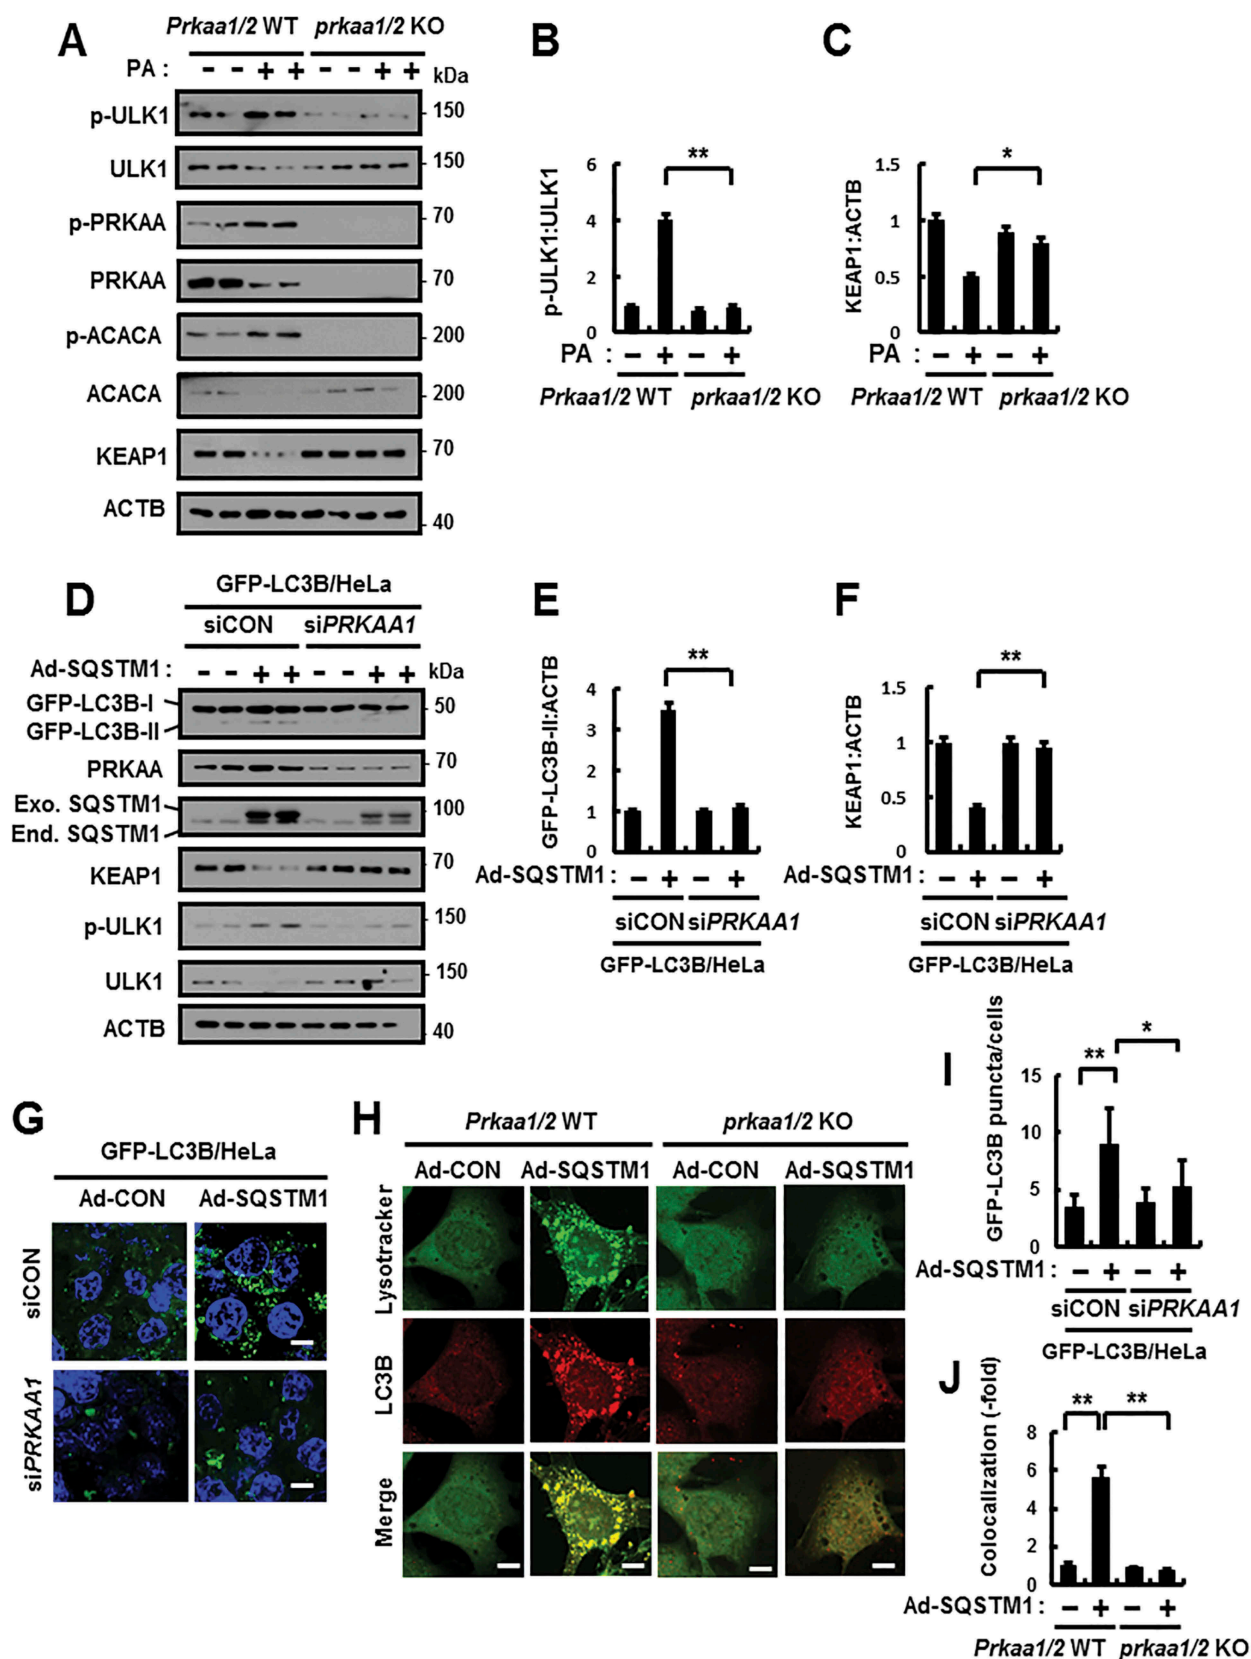 A
Prkaa1/2 WT prkaa1/2 KO
PA : - - + + - - + + kDa
p-ULK1 150
ULK1 150
p-PRKAA 70
PRKAA 70
p-ACACA 200
ACACA 200
KEAP1 70
ACTB 40
B
p-ULK1:ULK1
6
4
2
0
**
PA : - + - +
Prkaa1/2 WT prkaa1/2 KO
C
KEAP1:ACTB
1.5
1
0.5
0
*
PA : - + - +
Prkaa1/2 WT prkaa1/2 KO
D
GFP-LC3B/HeLa
siCON siPRKAA1
Ad-SQSTM1 : - - + + - - + + kDa
GFP-LC3B-I 50
GFP-LC3B-II
PRKAA 70
Exo. SQSTM1 100
End. SQSTM1
KEAP1 70
p-ULK1 150
ULK1 150
ACTB 40
E
GFP-LC3B-II:ACTB
4
3
2
1
0
**
Ad-SQSTM1 : - + - +
siCON siPRKAA1
GFP-LC3B/HeLa
F
KEAP1:ACTB
1.5
1
0.5
0
**
Ad-SQSTM1 : - + - +
siCON siPRKAA1
GFP-LC3B/HeLa
G
GFP-LC3B/HeLa
Ad-CON Ad-SQSTM1
siCON
siPRKAA1
H
Prkaa1/2 WT prkaa1/2 KO
Ad-CON Ad-SQSTM1 Ad-CON Ad-SQSTM1
Lysotracker
LC3B
Merge
I
GFP-LC3B puncta/cells
15
10
5
0
** *
Ad-SQSTM1 : - + - +
siCON siPRKAA1
GFP-LC3B/HeLa
J
Colocalization (-fold)
8
6
4
2
0
** **
Ad-SQSTM1 : - + - +
Prkaa1/2 WT prkaa1/2 KO